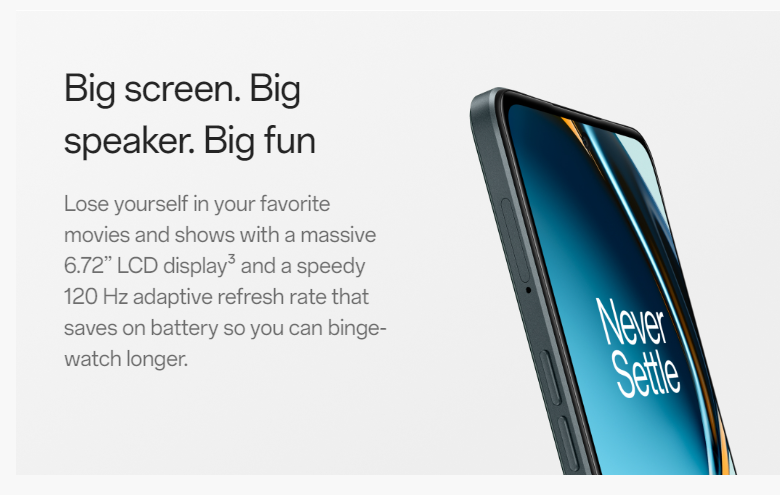 Big screen. Big
speaker. Big fun
Lose yourself in your favorite
movies and shows with a massive
6.72” LCD display³ and a speedy
120 Hz adaptive refresh rate that
saves on battery so you can binge-
watch longer.
Never
Settle